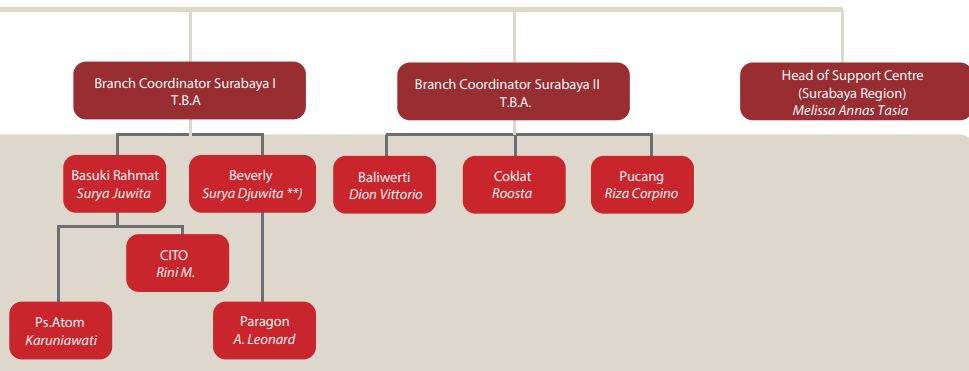 Branch Coordinator Surabaya I
T.B.A
Branch Coordinator Surabaya II
T.B.A.
Head of Support Centre
(Surabaya Region)
Melissa Annas Tasia
Basuki Rahmat
Surya Juwita
Beverly
Surya Djuwita **)
Baliwerti
Dion Vittorio
Coklat
Roosta
Pucang
Riza Corpino
CITO
Rini M.
Ps.Atom
Karuniawati
Paragon
A. Leonard